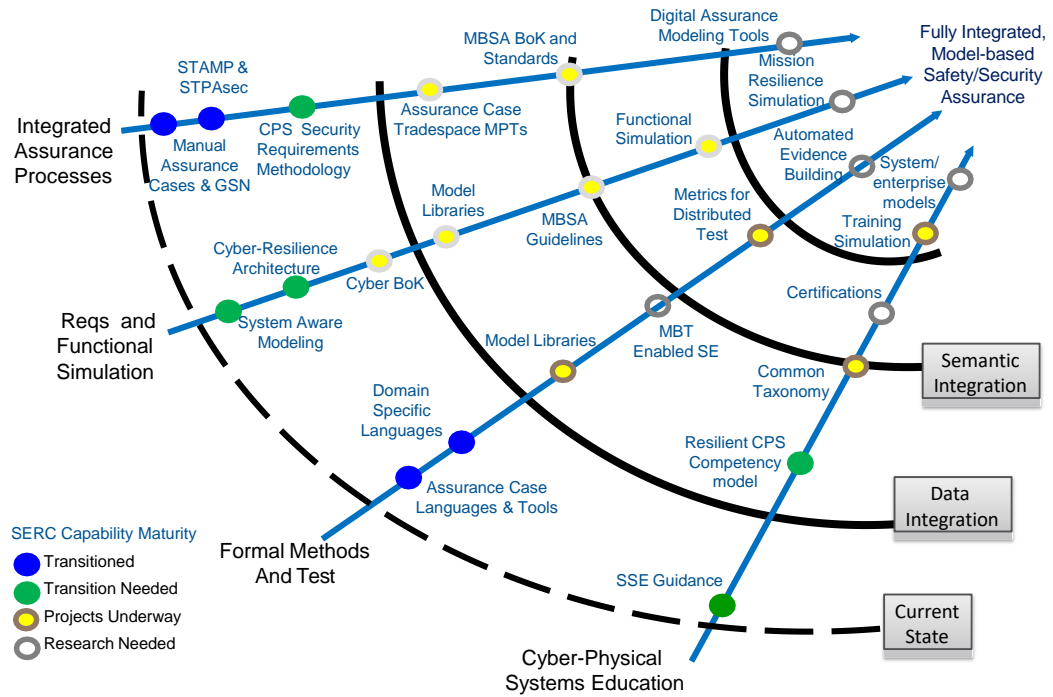 Digital Assurance
Modeling Tools
Fully Integrated,
Model-based
Safety/Security
Assurance
MBSA BoK and
Standards
Mission
Resilience
Simulation
STAMP &
STPAsec
Integrated
Assurance
Processes
Manual
Assurance
Cases & GSN
CPS Security
Requirements
Methodology
Assurance Case
Tradespace MPTs
Functional
Simulation
Automated
Evidence
Building
System/
enterprise
models
Model
Libraries
MBSA
Guidelines
Metrics for
Distributed
Test
Training
Simulation
Cyber-Resilience
Architecture
Cyber BoK
Reqs and
Functional
Simulation
System Aware
Modeling
Certifications
Model Libraries
MBT
Enabled SE
Common
Taxonomy
Semantic
Integration
Domain
Specific
Languages
Resilient CPS
Competency
model
Assurance Case
Languages & Tools
Data
Integration
SERC Capability Maturity
Transitioned
Transition Needed
Projects Underway
Research Needed
Formal Methods
And Test
SSE Guidance
Current
State
Cyber-Physical
Systems Education